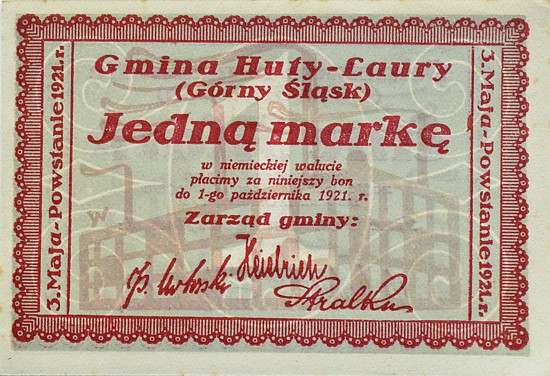 3. Maja-Powstanie 1921. r.
Gmina Huty-Laury
(Górny Śląsk)
Jedną markę
w niemieckiej walucie
płacimy za niniejszy bon
do 1-go października 1921. r.
Zarząd gminy:
Heidrich
3. Maja-Powstanie 1921. r.